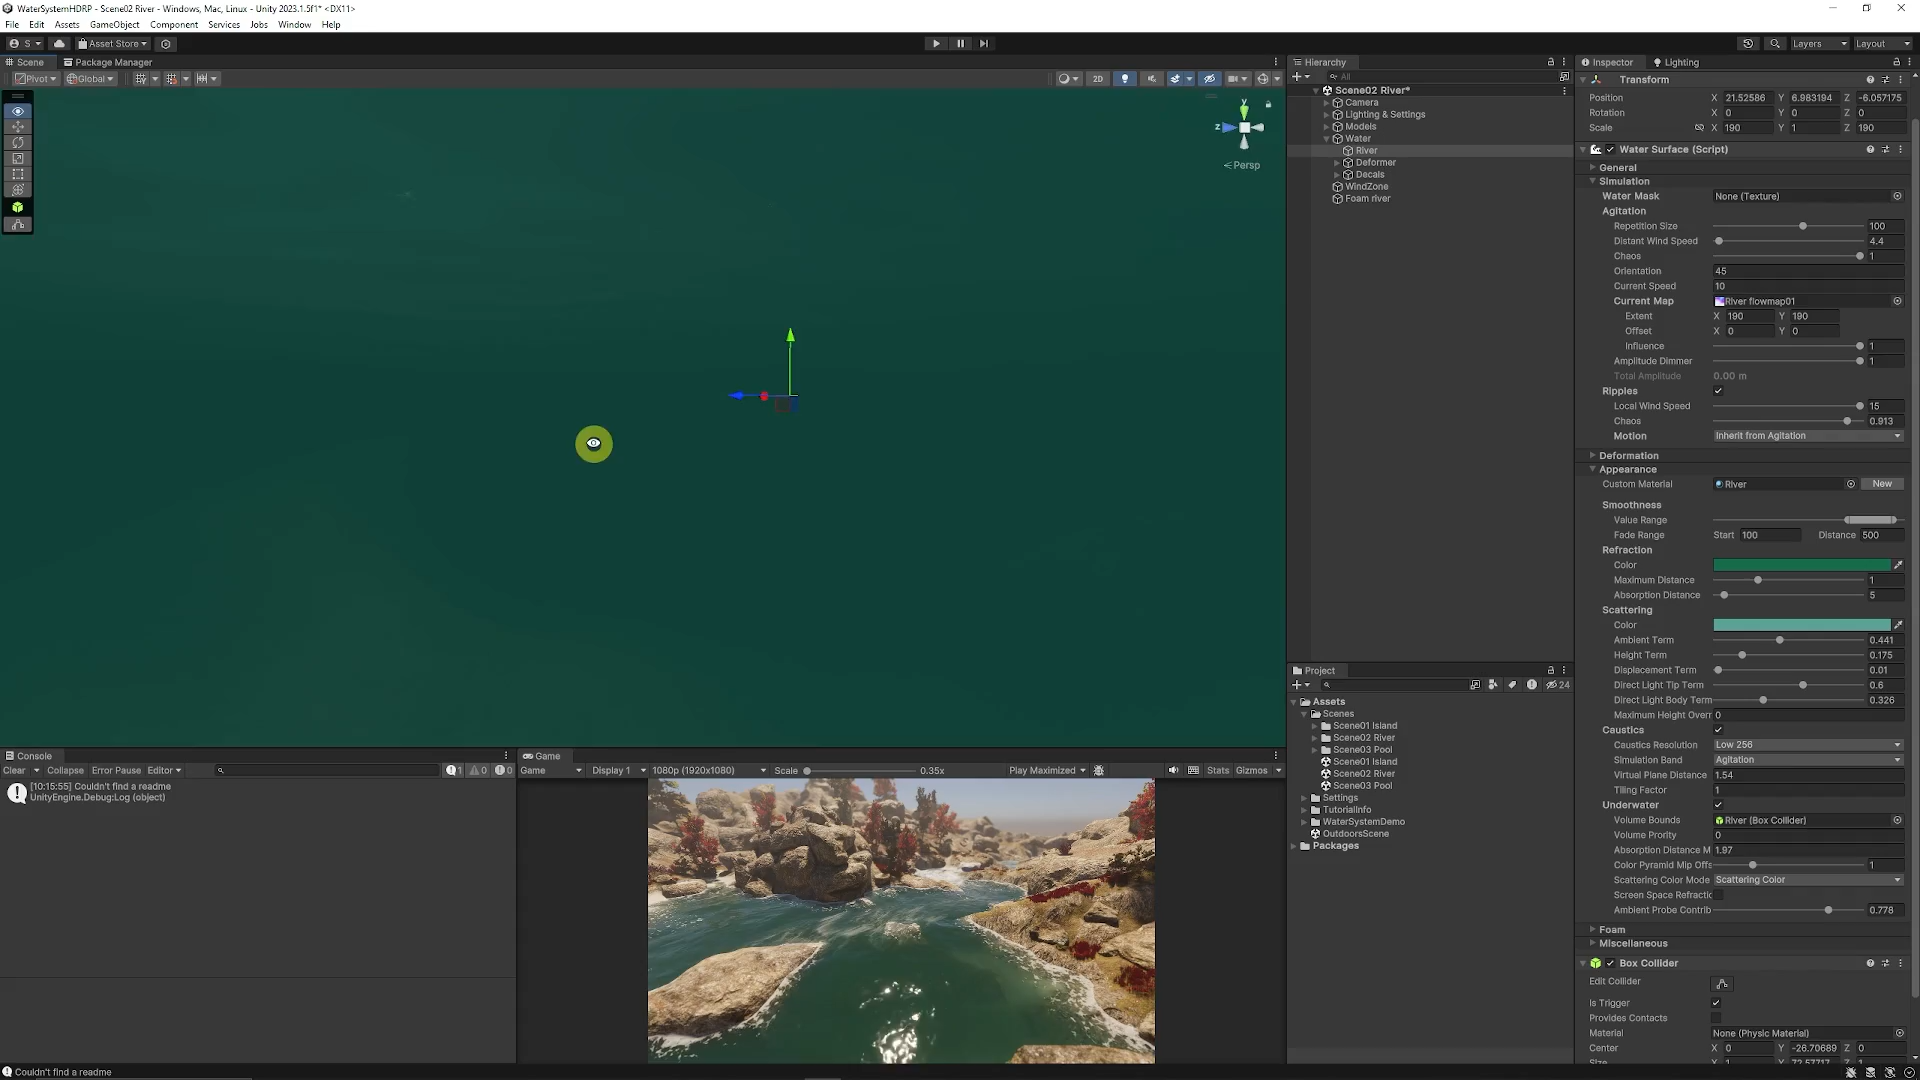 WaterSystemHDRP - Scene02 River - Windows, Mac, Linux - Unity 2023.1.5f1* <DX11>
File Edit Assets GameObject Component Services Jobs Window Help
S Asset Store Layers Layout
Scene Package Manager
Pivot Global 2D
y
z
Persp
Hierarchy
All
Scene02 River*
Camera
Lighting & Settings
Models
Water
River
Deformer
Decals
WindZone
Foam river
Inspector Lighting
Transform
Position X 21.52586 Y 6.983194 Z -6.057175
Rotation X 0 Y 0 Z 0
Scale X 190 Y 1 Z 190
Water Surface (Script)
General
Simulation
Water Mask None (Texture)
Agitation
Repetition Size 100
Distant Wind Speed 4.4
Chaos 1
Orientation 45
Current Speed 10
Current Map River flowmap01
Extent X 190 Y 190
Offset X 0 Y 0
Influence 1
Amplitude Dimmer 1
Total Amplitude 0.00 m
Ripples
Local Wind Speed 15
Chaos 0.913
Motion Inherit from Agitation
Deformation
Appearance
Custom Material River New
Smoothness
Value Range
Fade Range Start 100 Distance 500
Refraction
Color
Maximum Distance 1
Absorption Distance 5
Scattering
Color
Ambient Term 0.441
Height Term 0.175
Displacement Term 0.01
Direct Light Tip Term 0.6
Direct Light Body Term 0.326
Maximum Height Overr 0
Caustics
Caustics Resolution Low 256
Simulation Band Agitation
Virtual Plane Distance 1.54
Tiling Factor 1
Underwater
Volume Bounds River (Box Collider)
Volume Prority 0
Absorption Distance M 1.97
Color Pyramid Mip Offs 1
Scattering Color Mode Scattering Color
Screen Space Refractic
Ambient Probe Contrib 0.778
Foam
Miscellaneous
Box Collider
Edit Collider
Is Trigger
Provides Contacts
Material None (Physic Material)
Center X 0 Y -26.70689 Z 0
Project
24
Assets
Scenes
Scene01 Island
Scene02 River
Scene03 Pool
Scene01 Island
Scene02 River
Scene03 Pool
Settings
TutorialInfo
WaterSystemDemo
OutdoorsScene
Packages
Console
Clear Collapse Error Pause Editor 1 0 0
[10:15:55] Couldn't find a readme
UnityEngine.Debug:Log (object)
Game
Game Display 1 1080p (1920x1080) Scale 0.35x Play Maximized Stats Gizmos
Couldn't find a readme